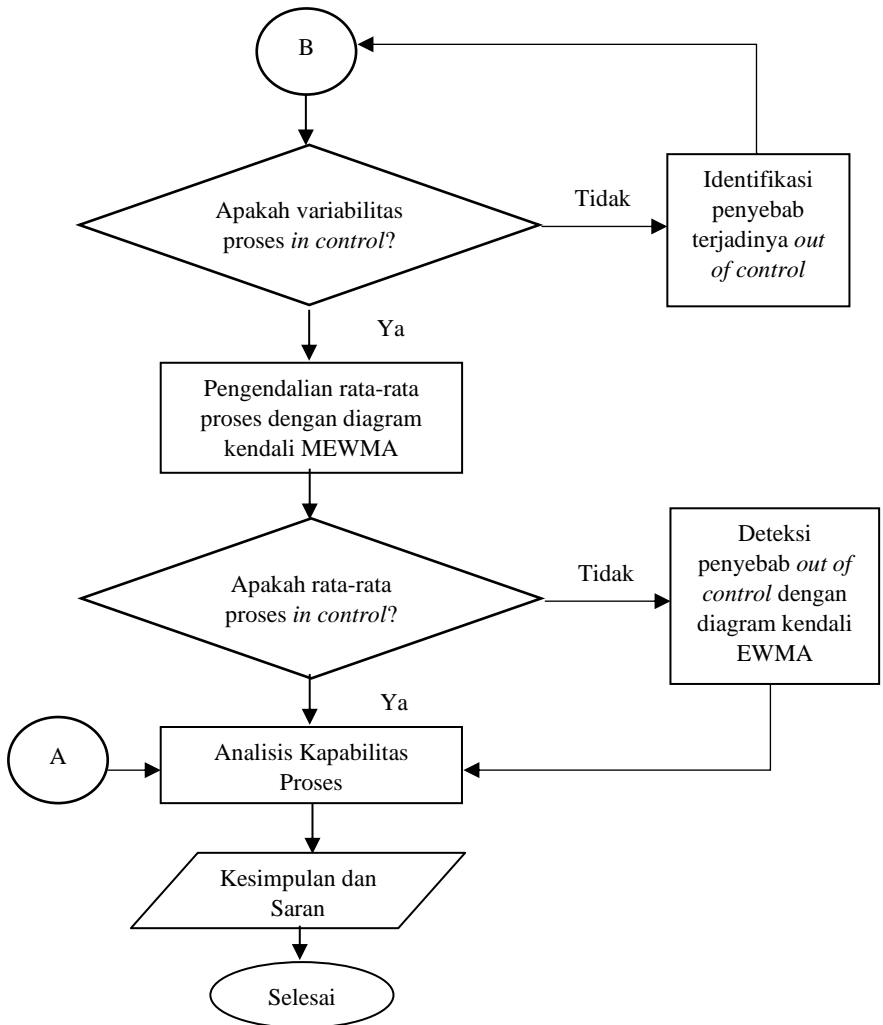 B
Apakah variabilitas
proses in control?
Tidak
Identifikasi
penyebab
terjadinya out
of control
Ya
Pengendalian rata-rata
proses dengan diagram
kendali MEWMA
Apakah rata-rata
proses in control?
Tidak
Deteksi
penyebab out of
control dengan
diagram kendali
EWMA
Ya
A
Analisis Kapabilitas
Proses
Kesimpulan dan
Saran
Selesai